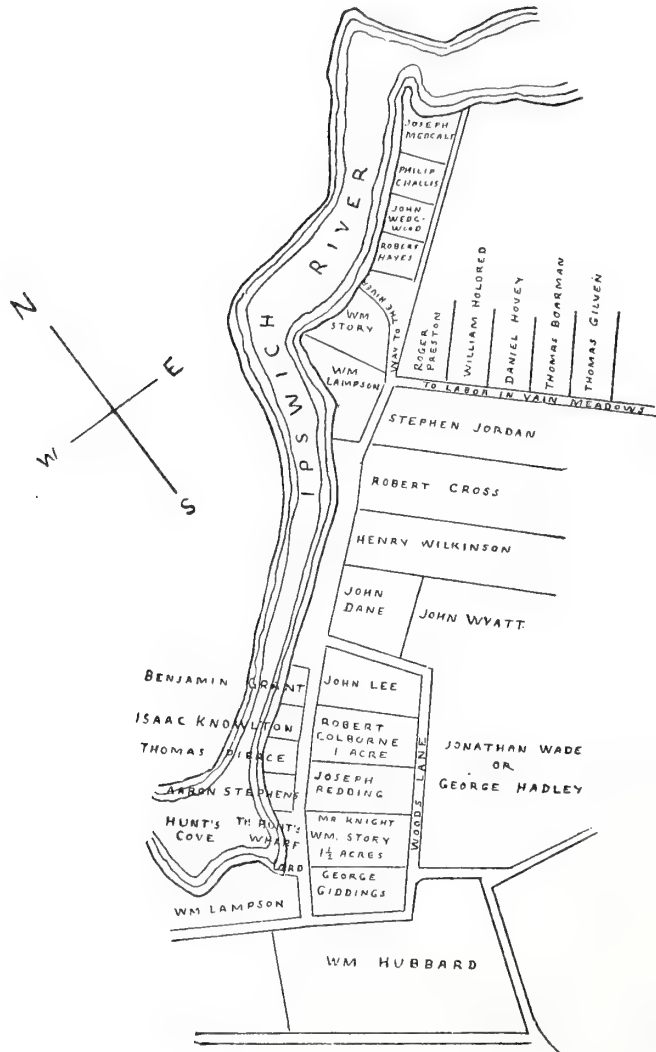 JOSEPH
MEDCALF
PHILIP
CHALLIS
JOHN
WEDG-
WOOD
ROBERT
HAYES
IPSWICH RIVER
WAY TO THE RIVER
WM
STORY
WM
LAMPSON
ROGER
PRESTON
WILLIAM HOLDRED
DANIEL HOVEY
THOMAS BOARMAN
THOMAS GILVEN
TO LABOR IN VAIN MEADOWS
N
E
W
S
STEPHEN JORDAN
ROBERT CROSS
HENRY WILKINSON
JOHN
DANE
JOHN WYATT
BENJAMIN GRANT
JOHN LEE
ISAAC KNOWLTON
ROBERT
COLBURNE
1 ACRE
THOMAS PIERCE
JOSEPH
REDDING
WOODS LANE
JONATHAN WADE
OR
GEORGE HADLEY
AARON STEPHENS
HUNT'S
COVE
TH. HUNT'S
WHARF
MR KNIGHT
WM. STORY
1½ ACRES
GEORGE
GIDDINGS
WM LAMPSON
WM HUBBARD